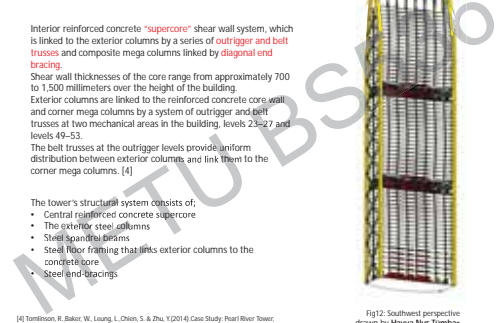 Interior reinforced concrete “supercore” shear wall system, which
is linked to the exterior columns by a series of outrigger and belt
trusses and composite mega columns linked by diagonal end
bracing.
Shear wall thicknesses of the core range from approximately 700
to 1,500 millimeters over the height of the building.
Exterior columns are linked to the reinforced concrete core wall
and corner mega columns by a system of outrigger and belt
trusses at two mechanical areas in the building, levels 23–27 and
levels 49–53.
The belt trusses at the outrigger levels provide uniform
distribution between exterior columns and link them to the
corner mega columns. [4]
The tower's structural system consists of;
• Central reinforced concrete supercore
• The exterior steel columns
• Steel spandrel beams
• Steel floor framing that links exterior columns to the
concrete core
• Steel end-bracings
[4] Tomlinson, R.,Baker, W., Leung, L.,Chien, S. & Zhu, Y.(2014).Case Study: Pearl River Tower,
Fig12: Southwest perspective
drawn by Havva Nur Tümba
METU BS